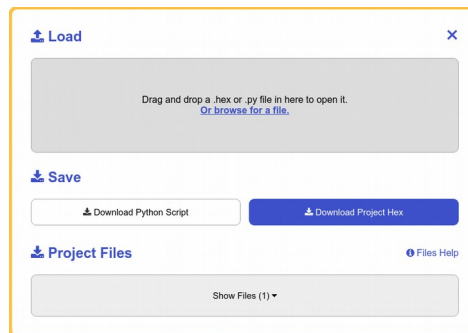 Load
Drag and drop a .hex or .py file in here to open it.
Or browse for a file.
Save
Download Python Script
Download Project Hex
Project Files
Files Help
Show Files (1)